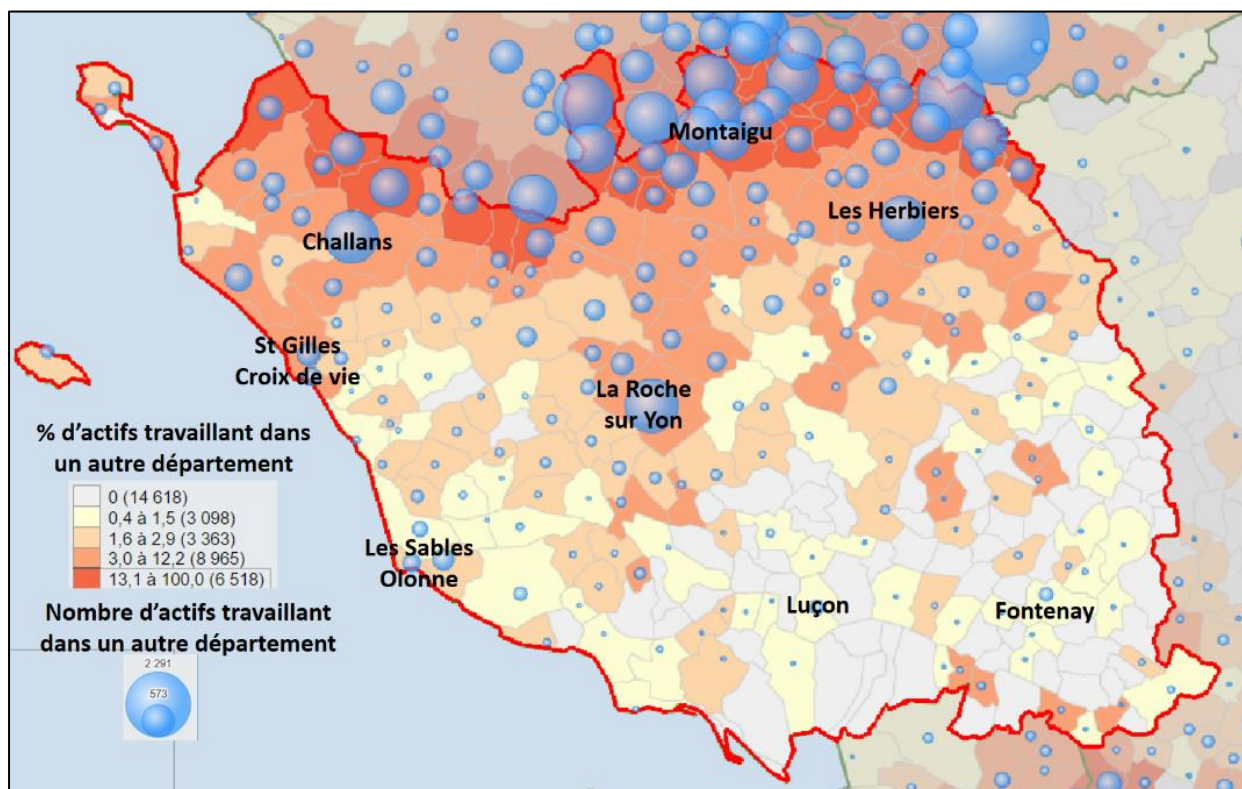 Montaigu
Les Herbiers
Challans
St Gilles
Croix de vie
La Roche
sur Yon
% d'actifs travaillant dans
un autre département
0 (14 618)
0,4 à 1,5 (3 098)
1,6 à 2,9 (3 363)
3,0 à 12,2 (8 965)
13,1 à 100,0 (6 518)
Les Sables
Olonne
Luçon
Fontenay
Nombre d'actifs travaillant
dans un autre département
2 291
573